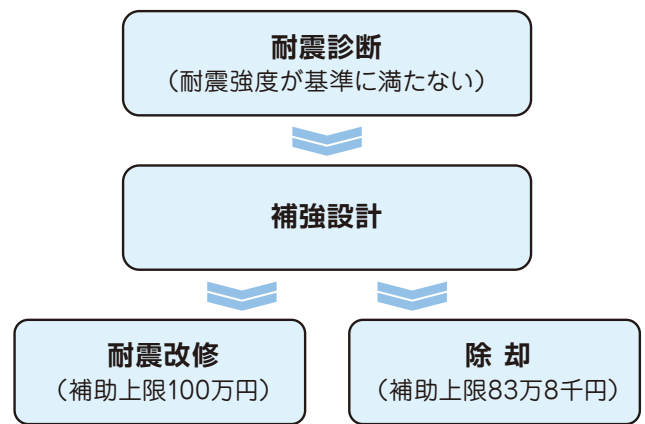 耐震診断
（耐震強度が基準に満たない）
補強設計
耐震改修
（補助上限100万円）
除 却
（補助上限83万8千円）